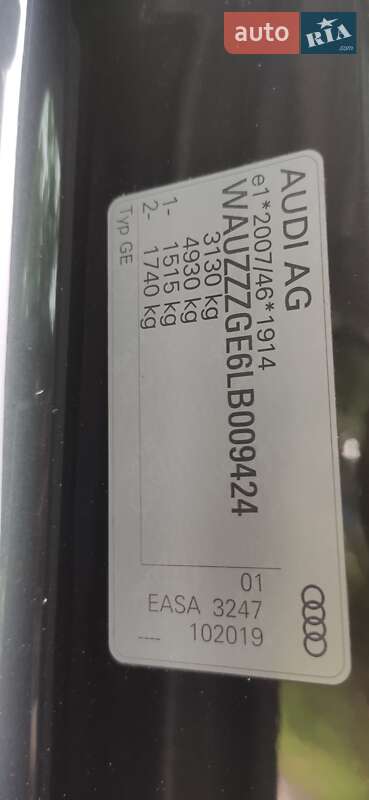 auto RIA
.com
AUDI AG
e1*2007/46*1914
WAUZZZGE6LB009424
3130 kg
4930 kg
1- 1515 kg
2- 1740 kg
Typ GE
01
EASA 3247
102019